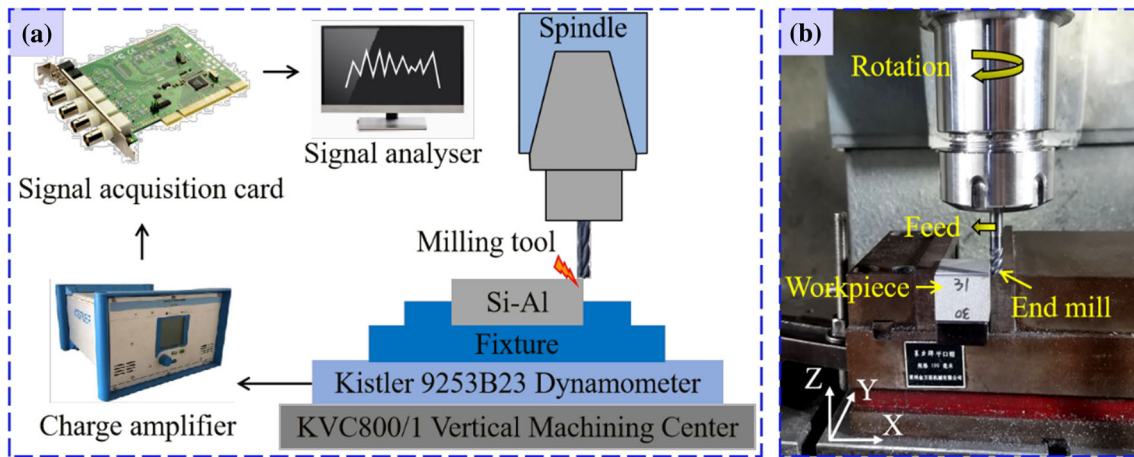 (a)
Spindle
Signal analyser
Signal acquisition card
Milling tool
Si-Al
Fixture
Kistler 9253B23 Dynamometer
Charge amplifier
KVC800/1 Vertical Machining Center
(b)
Rotation
Feed
Workpiece
31
30
End mill
Z
Y
X